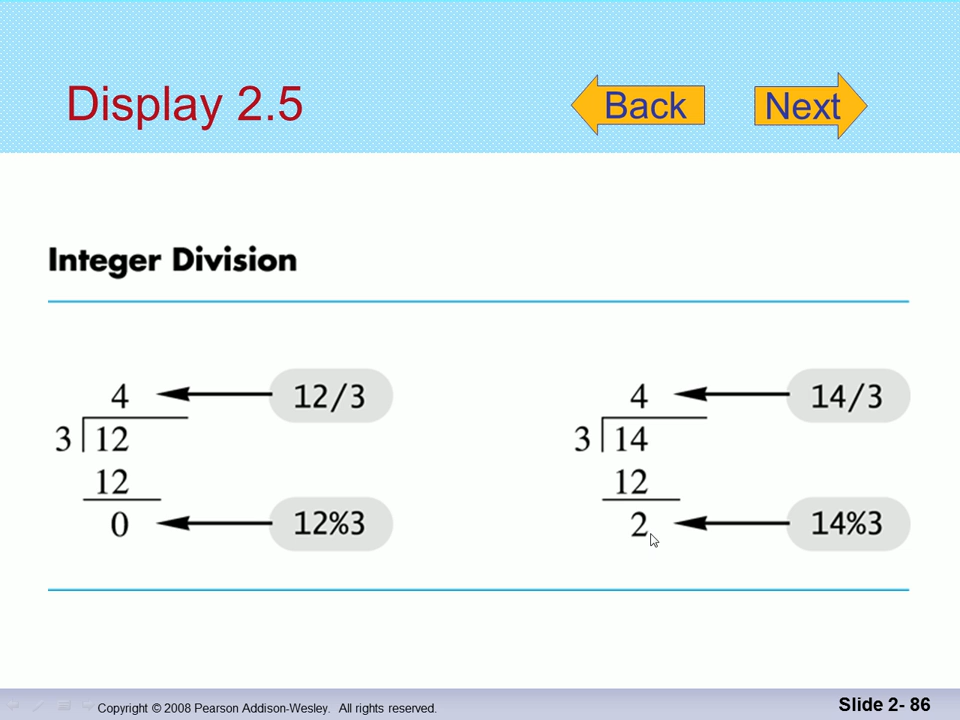 Display 2.5
Back
Next
Integer Division
4
12/3
3 12
12
0
12%3
4
14/3
3 14
12
2
14%3
Copyright © 2008 Pearson Addison-Wesley. All rights reserved.
Slide 2- 86